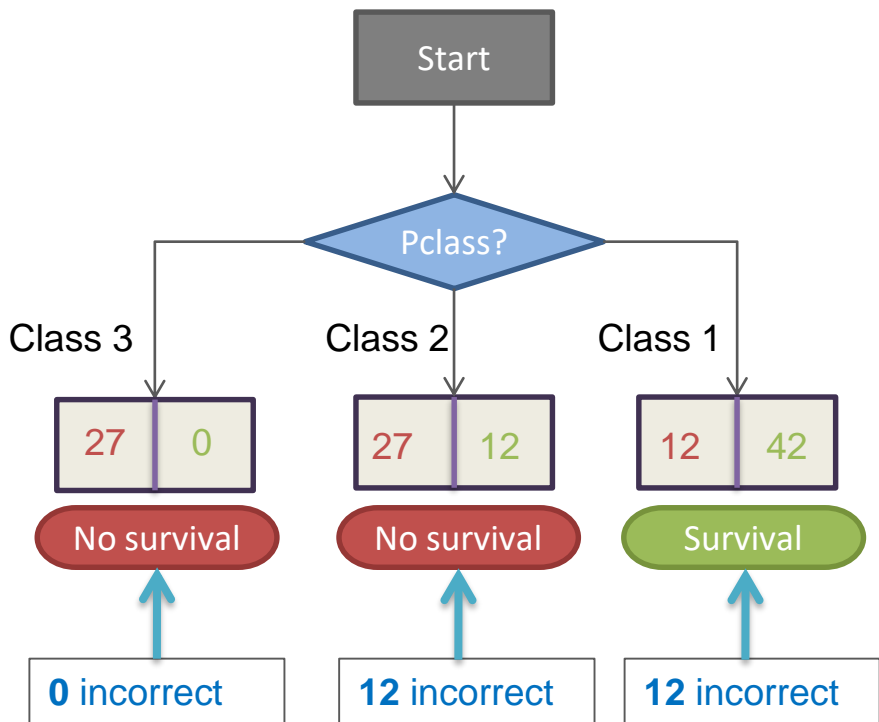 Start
Pclass?
Class 3
Class 2
Class 1
27 0
27 12
12 42
No survival
No survival
Survival
0 incorrect
12 incorrect
12 incorrect